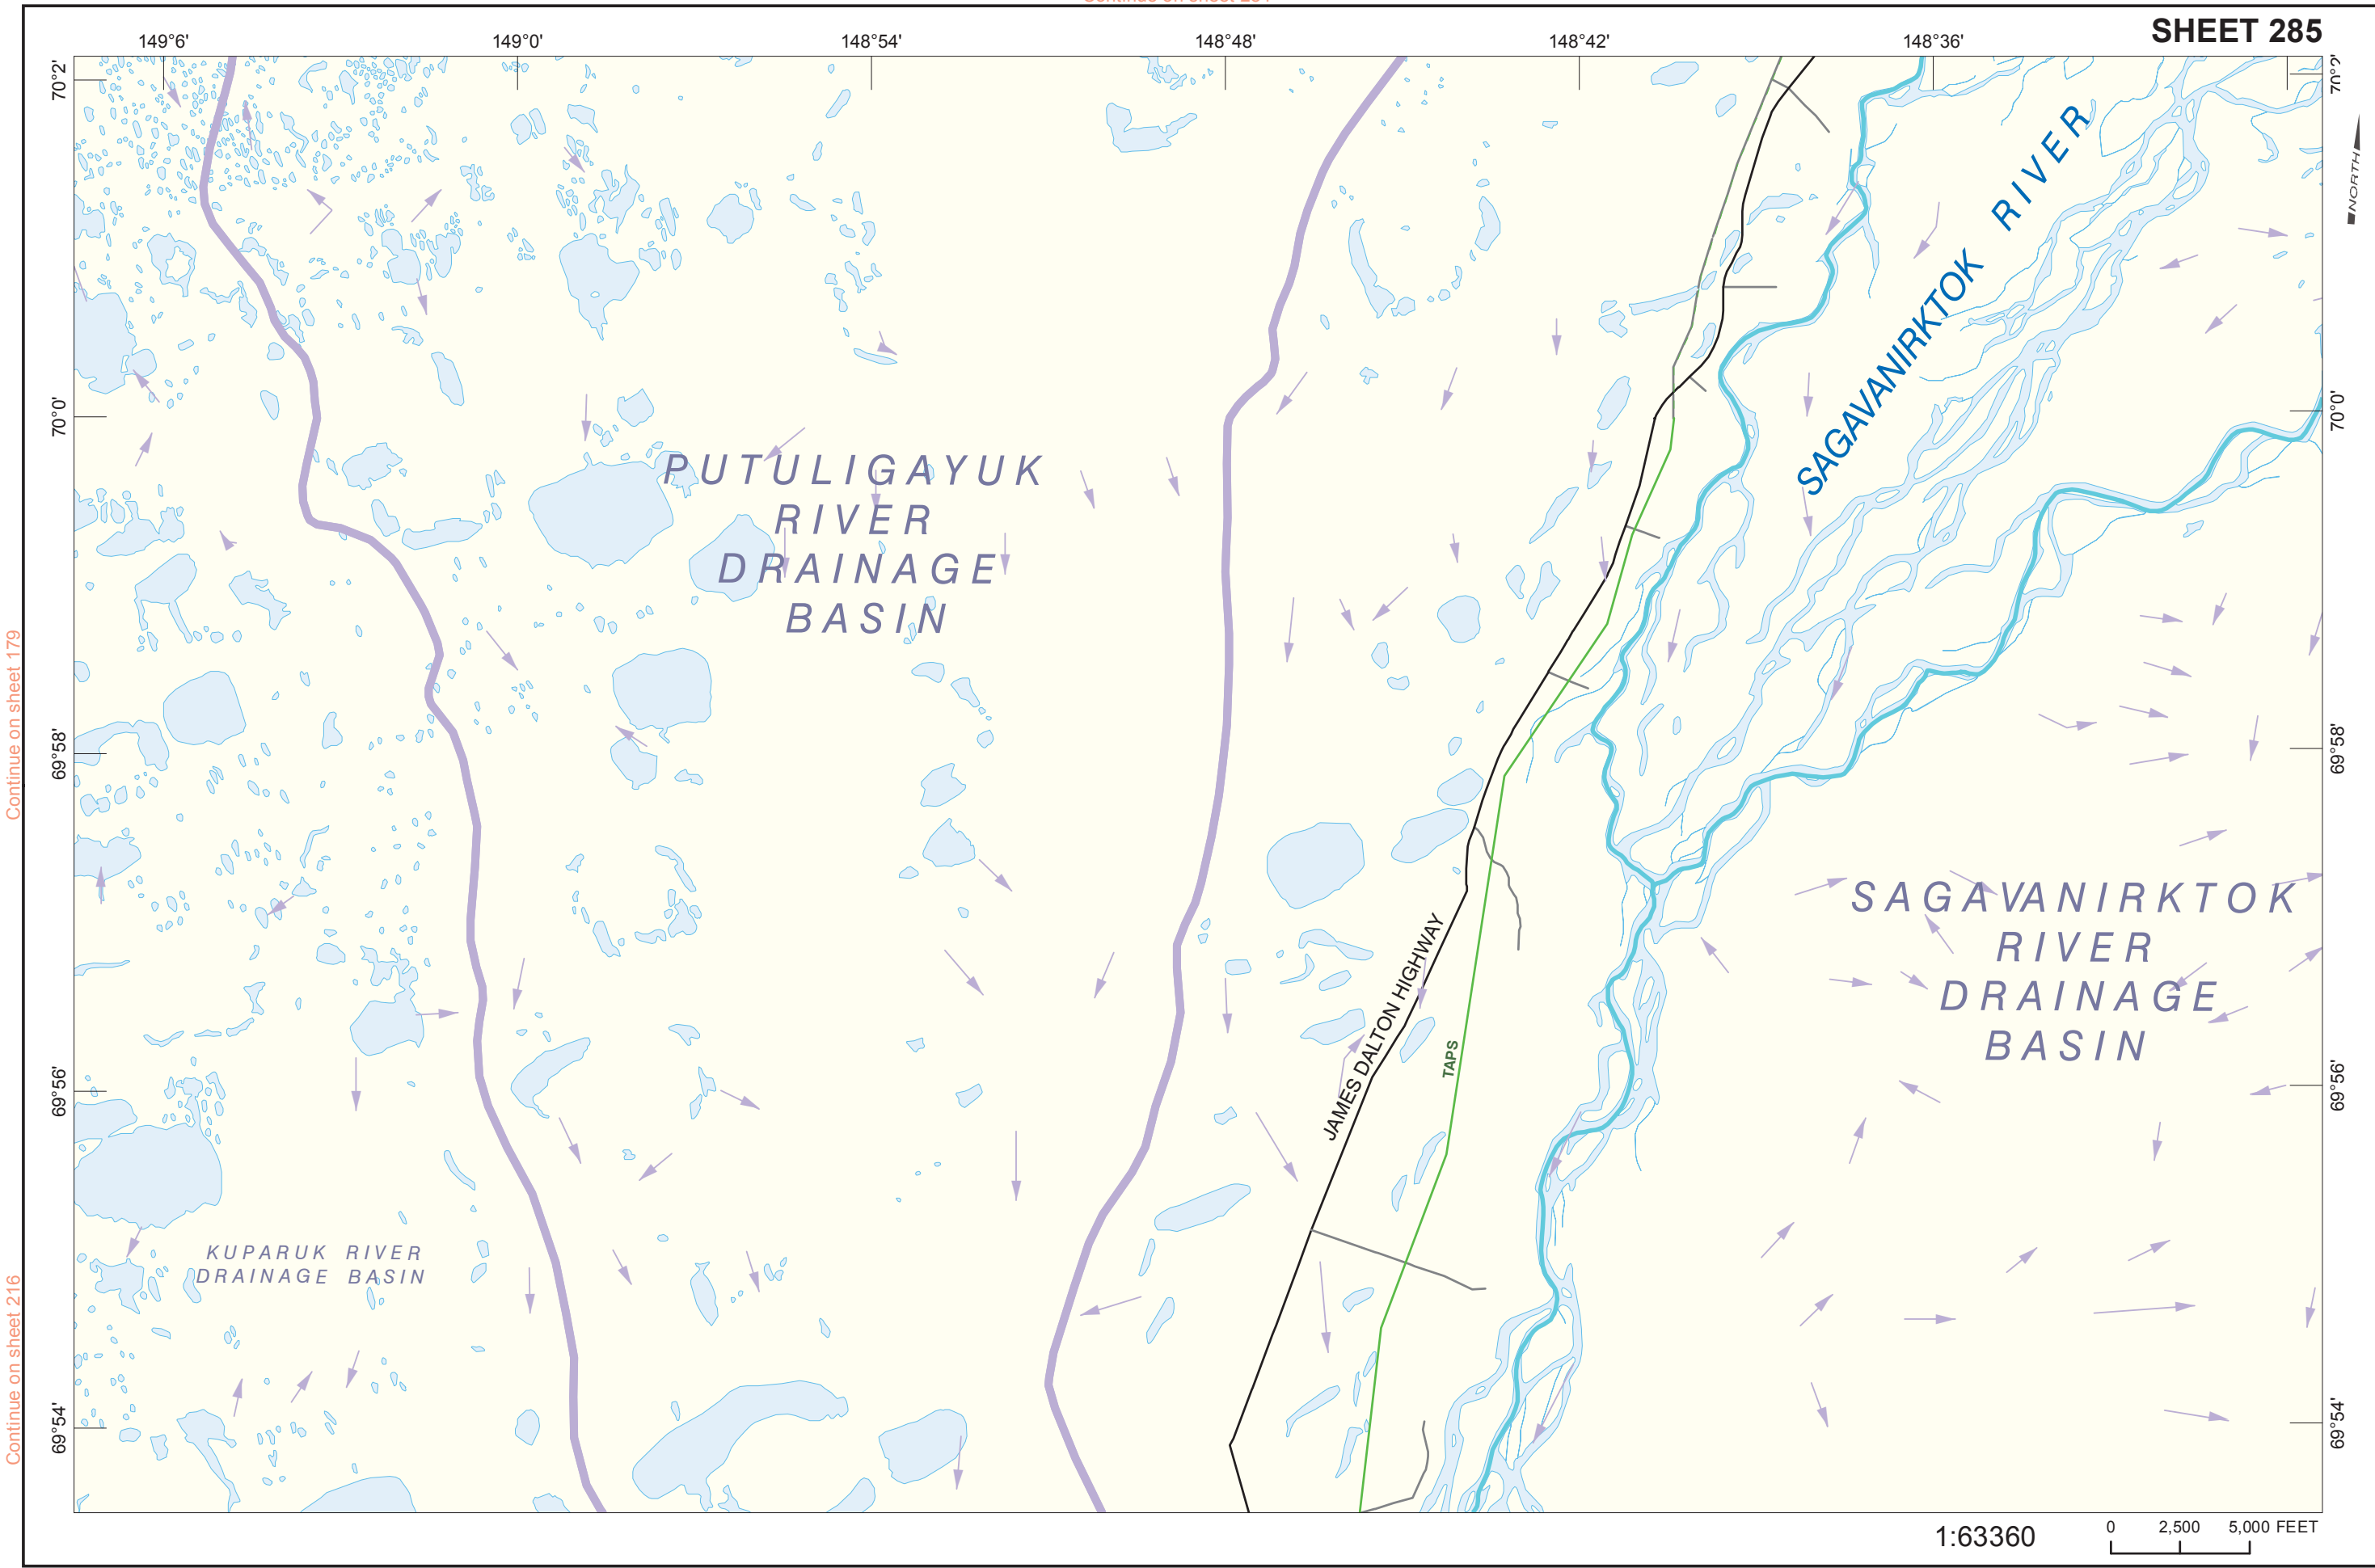 SHEET 285
149°6'
149°0'
148°54'
148°48'
148°42'
148°36'
70°2'
70°2'
NORTH
SAGAVANIRKTOK RIVER
70°0'
70°0'
PUTULIGAYUK
RIVER
DRAINAGE
BASIN
Continue on sheet 179
69°58'
69°58'
SAGAVANIRKTOK
RIVER
DRAINAGE
BASIN
JAMES DALTON HIGHWAY
TAPS
69°56'
69°56'
KUPARUK RIVER
DRAINAGE BASIN
Continue on sheet 216
69°54'
69°54'
1:63360
0 2,500 5,000 FEET